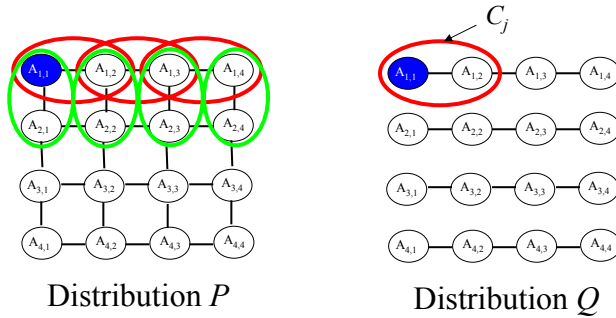 C_j
A_{1,1} A_{1,2} A_{1,3} A_{1,4} A_{1,1} A_{1,2} A_{1,3} A_{1,4}
A_{2,1} A_{2,2} A_{2,3} A_{2,4} A_{2,1} A_{2,2} A_{2,3} A_{2,4}
A_{3,1} A_{3,2} A_{3,3} A_{3,4} A_{3,1} A_{3,2} A_{3,3} A_{3,4}
A_{4,1} A_{4,2} A_{4,3} A_{4,4} A_{4,1} A_{4,2} A_{4,3} A_{4,4}
Distribution P Distribution Q